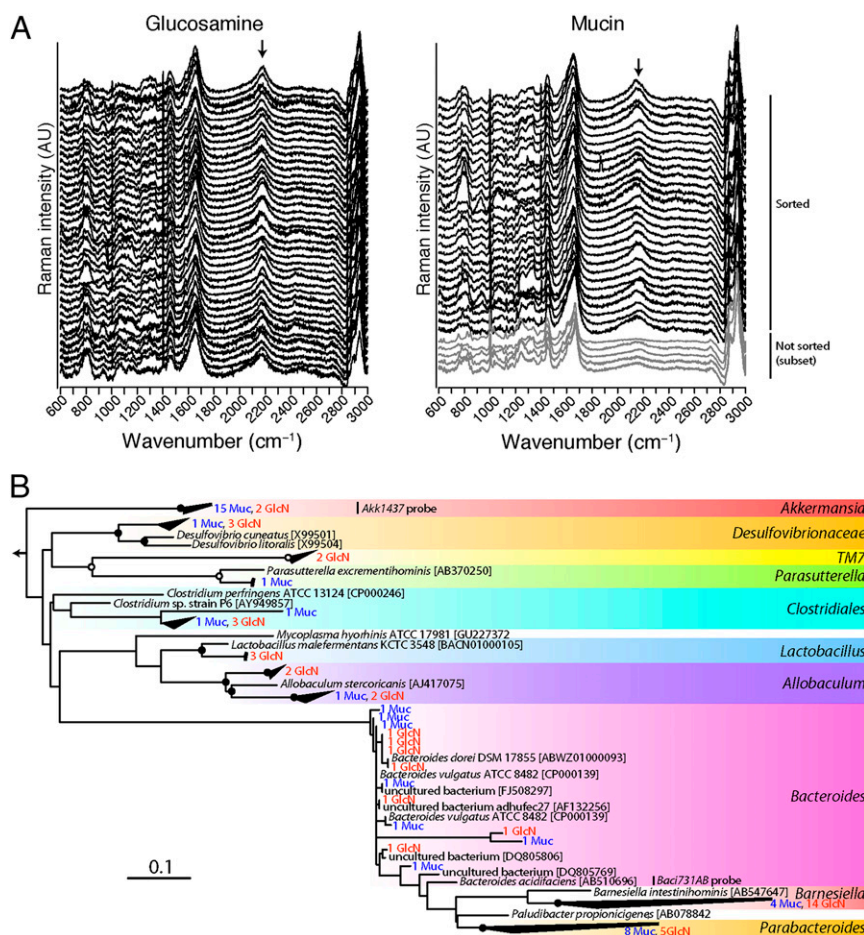 A
Glucosamine
Mucin
Raman intensity (AU)
Raman intensity (AU)
Sorted
Not sorted
(subset)
600 800 1000 1200 1400 1600 1800 2000 2200 2400 2600 2800 3000
600 800 1000 1200 1400 1600 1800 2000 2200 2400 2600 2800 3000
Wavenumber (cm⁻¹)
Wavenumber (cm⁻¹)
B
15 Muc, 2 GlcN
Akk1437 probe
Akkermansia
1 Muc, 3 GlcN
Desulfovibrio cuneatus [X99501]
Desulfovibrio litoralis [X99504]
Desulfovibrionaceae
2 GlcN
TM7
Parasutterella excrementihominis [AB370250]
1 Muc
Parasutterella
Clostridium perfringens ATCC 13124 [CP000246]
Clostridium sp. strain P6 [AY949857]
1 Muc
1 Muc, 3 GlcN
Clostridiales
Mycoplasma hyorhinis ATCC 17981 [GU227372
Lactobacillus malefermentans KCTC 3548 [BACN01000105]
3 GlcN
Lactobacillus
2 GlcN
Allobaculum stercoricanis [AJ417075]
1 Muc, 2 GlcN
Allobaculum
1 Muc
1 Muc
1 Muc
1 GlcN
1 GlcN
1 GlcN
Bacteroides dorei DSM 17855 [ABWZ01000093]
1 GlcN
Bacteroides vulgatus ATCC 8482 [CP000139]
1 Muc
uncultured bacterium [FJ508297]
1 GlcN
uncultured bacterium adhufec27 [AF132256]
Bacteroides vulgatus ATCC 8482 [CP000139]
1 Muc
Bacteroides
1 GlcN
1 Muc
1 GlcN
uncultured bacterium [DQ805806]
1 Muc
uncultured bacterium [DQ805769]
Bacteroides acidifaciens [AB510696]
Baci731AB probe
Barnesiella intestinihominis [AB547647]
4 Muc, 14 GlcN
Barnesiella
Paludibacter propionicigenes [AB078842
8 Muc, 5GlcN
Parabacteroides
0.1